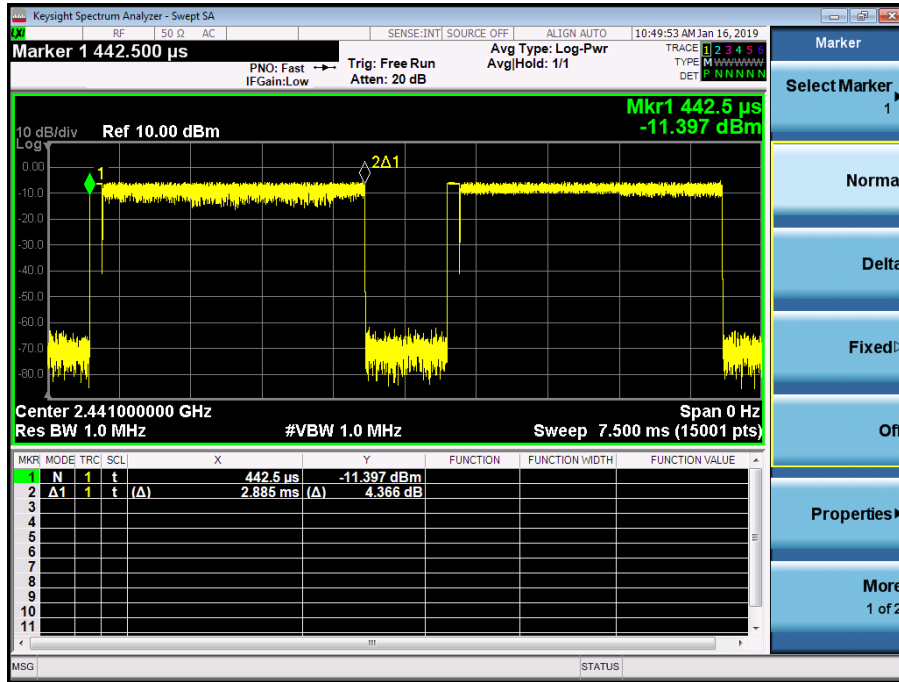 Keysight Spectrum Analyzer - Swept SA
LXI RF 50 Ω AC SENSE:INT SOURCE OFF ALIGN AUTO 10:49:53 AM Jan 16, 2019
Marker 1 442.500 µs
PNO: Fast
IFGain:Low
Trig: Free Run
Atten: 20 dB
Avg Type: Log-Pwr
Avg|Hold: 1/1
TRACE 1 2 3 4 5 6
TYPE M WWWWW
DET P N N N N N
Mkr1 442.5 µs
-11.397 dBm
10 dB/div Ref 10.00 dBm
Log
0.00
-10.0
-20.0
-30.0
-40.0
-50.0
-60.0
-70.0
-80.0
1
2Δ1
Center 2.441000000 GHz Span 0 Hz
Res BW 1.0 MHz #VBW 1.0 MHz Sweep 7.500 ms (15001 pts)
MKR MODE TRC SCL X Y FUNCTION FUNCTION WIDTH FUNCTION VALUE
1 N 1 t 442.5 µs -11.397 dBm
2 Δ1 1 t (Δ) 2.885 ms (Δ) 4.366 dB
3
4
5
6
7
8
9
10
11
MSG STATUS
Marker
Select Marker
1
Norma
Delta
Fixed
Off
Properties
More
1 of 2